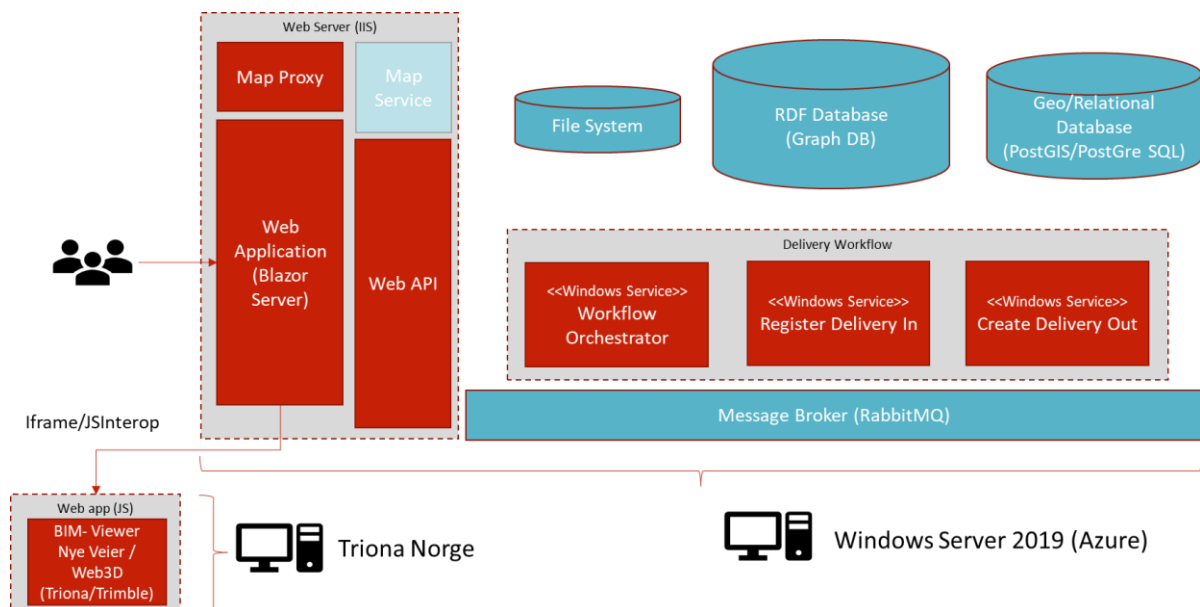 Web Server (IIS)
Map Proxy
Map
Service
Web
Application
(Blazor
Server)
Web API
File System
RDF Database
(Graph DB)
Geo/Relational
Database
(PostGIS/PostGre SQL)
Delivery Workflow
<<Windows Service>>
Workflow
Orchestrator
<<Windows Service>>
Register Delivery In
<<Windows Service>>
Create Delivery Out
Message Broker (RabbitMQ)
Iframe/JSInterop
Web app (JS)
BIM- Viewer
Nye Veier /
Web3D
(Triona/Trimble)
Triona Norge
Windows Server 2019 (Azure)